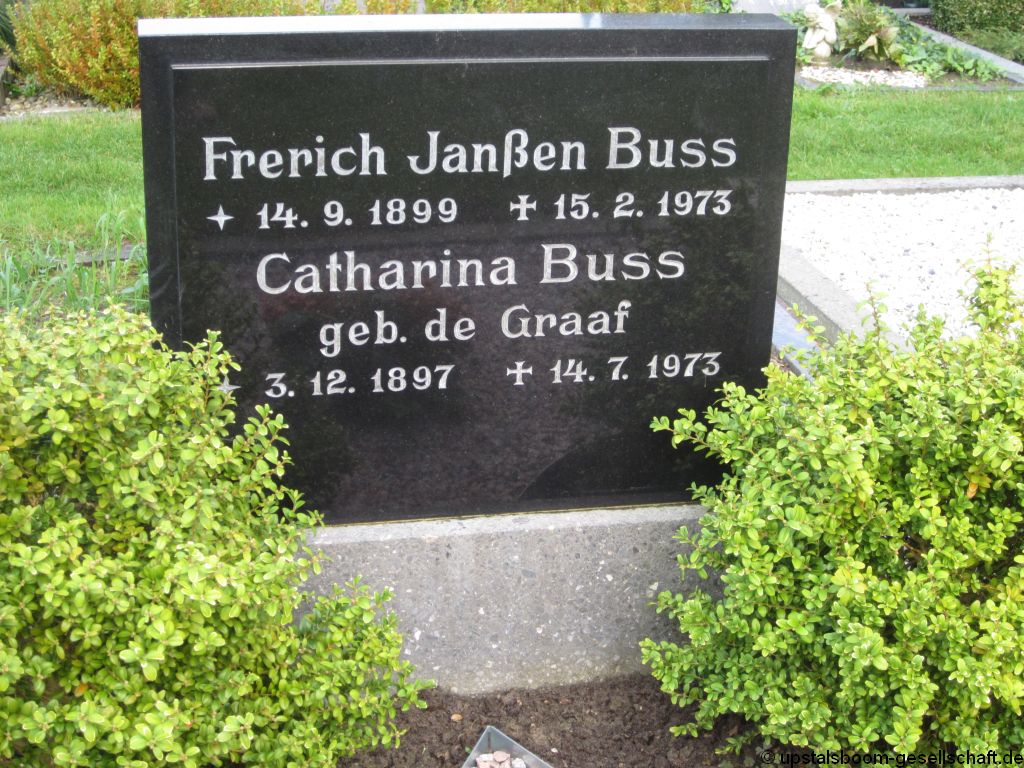 Frerich Janßen Buss
✦ 14. 9. 1899 ✝ 15. 2. 1973
Catharina Buss
geb. de Graaf
✦ 3. 12. 1897 ✝ 14. 7. 1973
© upstalsboom-gesellschaft.de